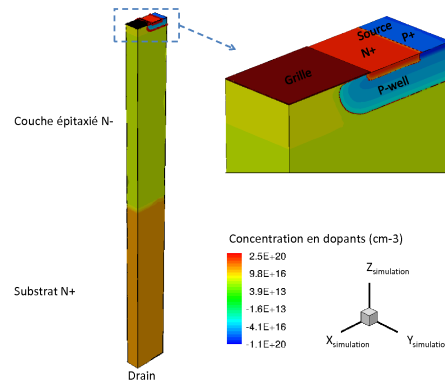 Source
P+
N+
Grille
P-well
Couche épitaxié N-
Concentration en dopants (cm-3)
2.5E+20
9.8E+16
3.9E+13
-1.6E+13
-4.1E+16
-1.1E+20
Substrat N+
Zsimulation
Xsimulation
Ysimulation
Drain